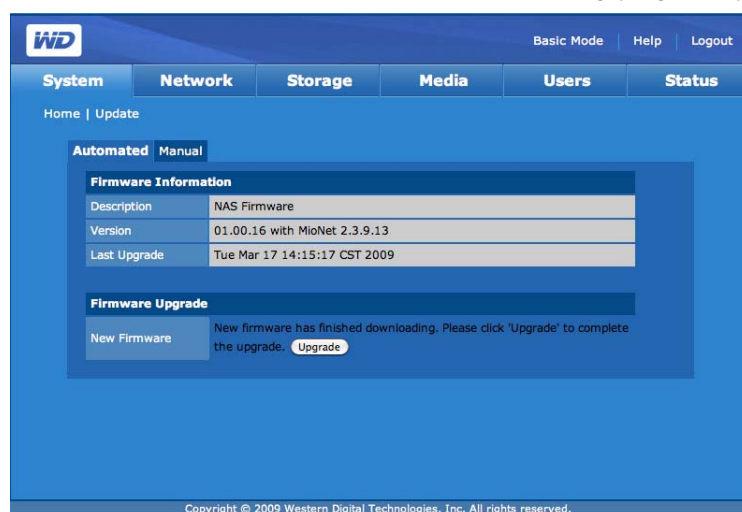 WD
Basic Mode Help Logout
System Network Storage Media Users Status
Home | Update
Automated Manual
Firmware Information
Description NAS Firmware
Version 01.00.16 with MioNet 2.3.9.13
Last Upgrade Tue Mar 17 14:15:17 CST 2009
Firmware Upgrade
New Firmware New firmware has finished downloading. Please click 'Upgrade' to complete
the upgrade. Upgrade
Copyright © 2009 Western Digital Technologies, Inc. All rights reserved.